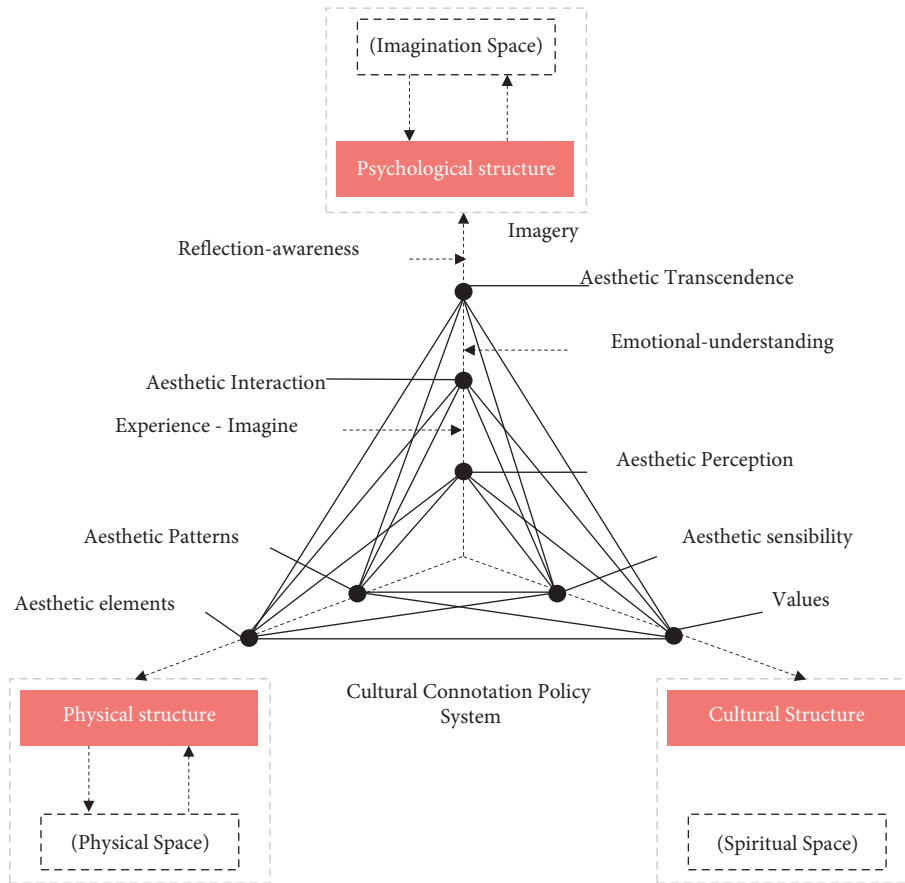 (Imagination Space)
Psychological structure
Imagery
Reflection-awareness
Aesthetic Transcendence
Emotional-understanding
Aesthetic Interaction
Experience - Imagine
Aesthetic Perception
Aesthetic Patterns
Aesthetic sensibility
Aesthetic elements
Values
Cultural Connotation Policy
System
Physical structure
Cultural Structure
(Physical Space)
(Spiritual Space)